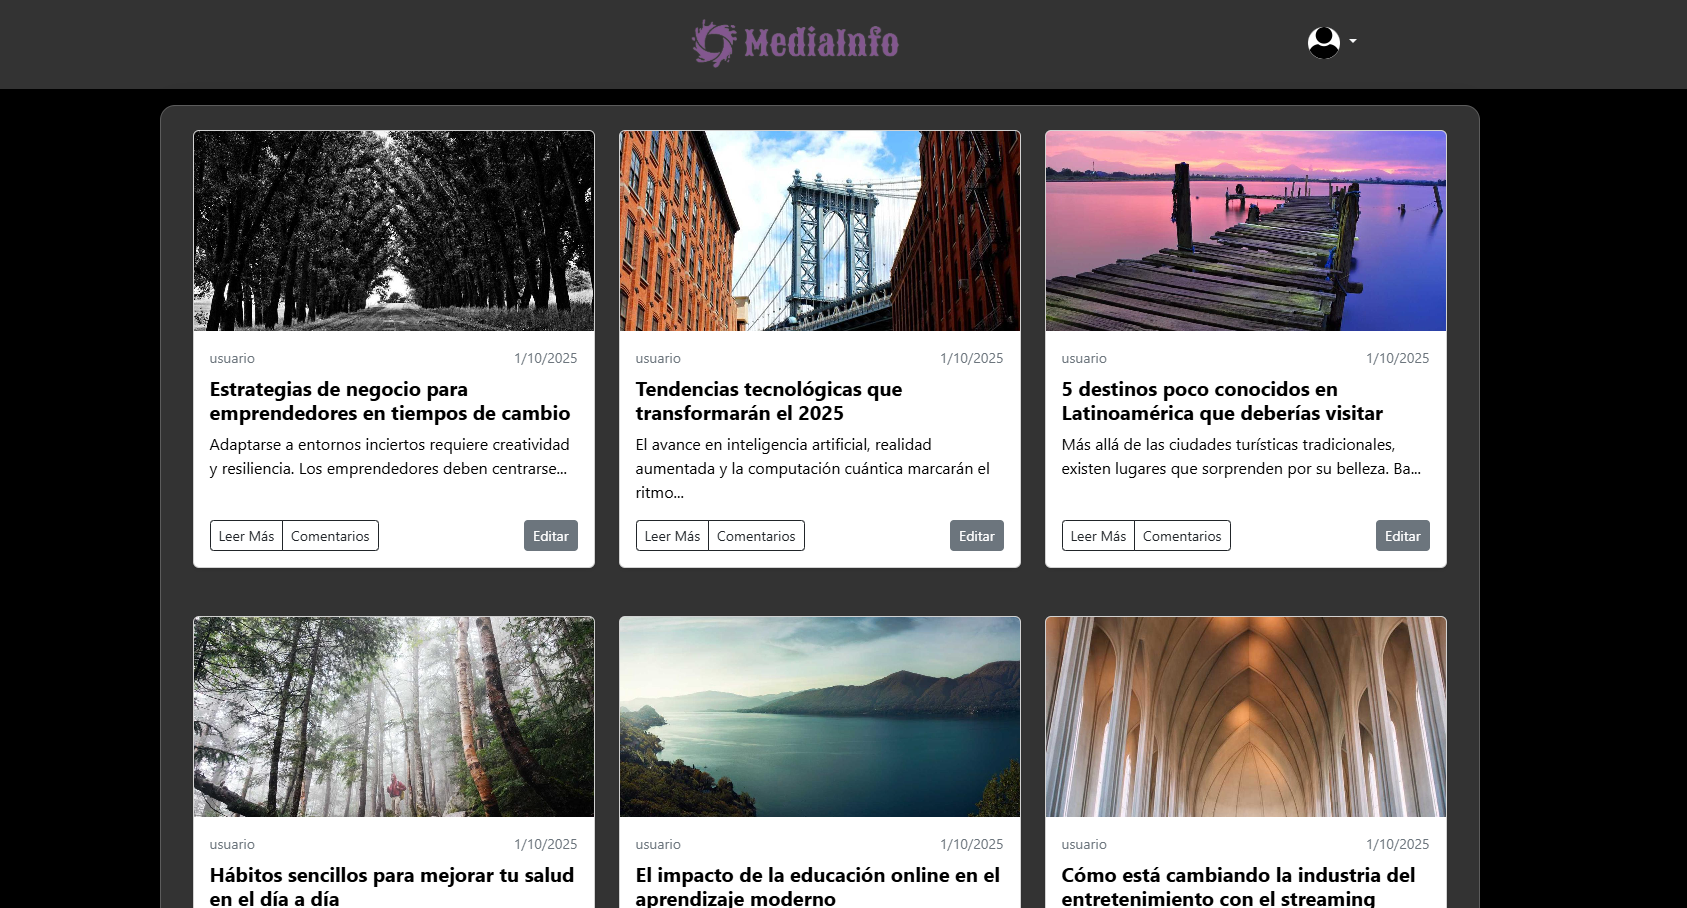 MediaInfo
usuario 1/10/2025
Estrategias de negocio para
emprendedores en tiempos de cambio
Adaptarse a entornos inciertos requiere creatividad
y resiliencia. Los emprendedores deben centrarse...
Leer Más Comentarios Editar
usuario 1/10/2025
Tendencias tecnológicas que
transformarán el 2025
El avance en inteligencia artificial, realidad
aumentada y la computación cuántica marcarán el
ritmo...
Leer Más Comentarios Editar
usuario 1/10/2025
5 destinos poco conocidos en
Latinoamérica que deberías visitar
Más allá de las ciudades turísticas tradicionales,
existen lugares que sorprenden por su belleza. Ba...
Leer Más Comentarios Editar
usuario 1/10/2025
Hábitos sencillos para mejorar tu salud
en el día a día
usuario 1/10/2025
El impacto de la educación online en el
aprendizaje moderno
usuario 1/10/2025
Cómo está cambiando la industria del
entretenimiento con el streaming